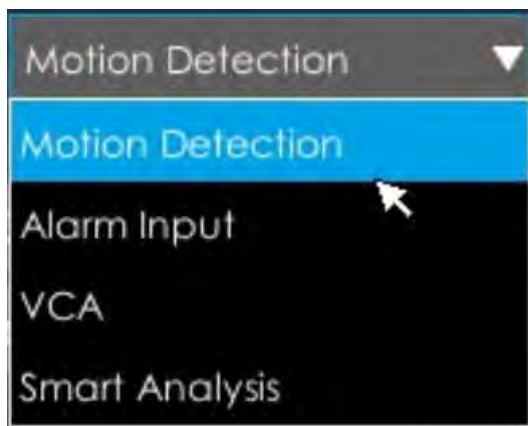 Motion Detection
Motion Detection
Alarm Input
VCA
Smart Analysis